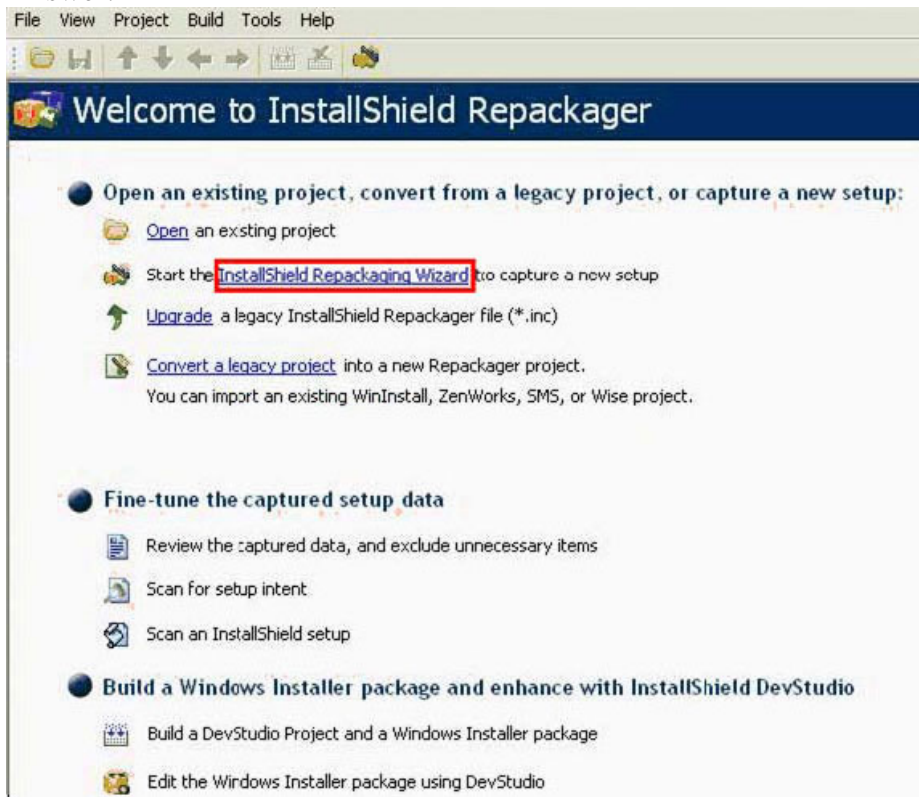 File View Project Build Tools Help
Welcome to InstallShield Repackager
Open an existing project, convert from a legacy project, or capture a new setup:
Open an existing project
Start the InstallShield Repackaging Wizard to capture a new setup
Upgrade a legacy InstallShield Repackager file (*.inc)
Convert a legacy project into a new Repackager project.
You can import an existing WinInstall, ZenWorks, SMS, or Wise project.
Fine-tune the captured setup data
Review the captured data, and exclude unnecessary items
Scan for setup intent
Scan an InstallShield setup
Build a Windows Installer package and enhance with InstallShield DevStudio
Build a DevStudio Project and a Windows Installer package
Edit the Windows Installer package using DevStudio